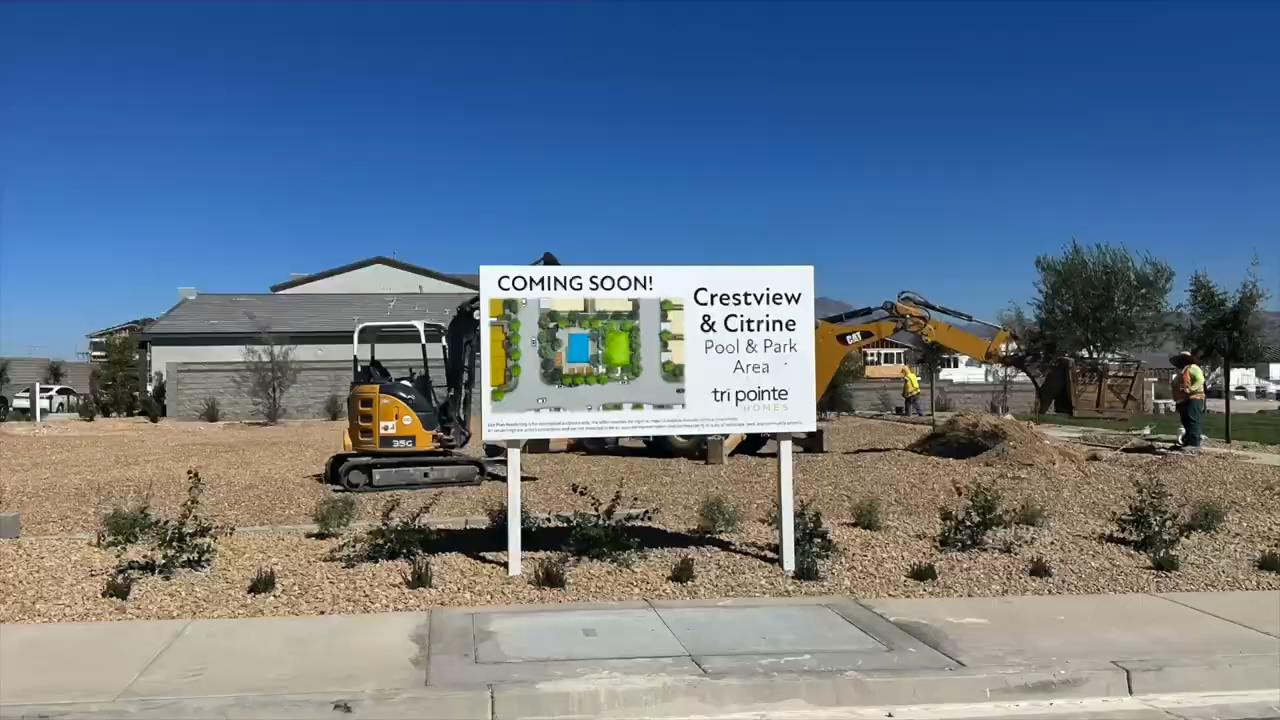 COMING SOON!
Crestview
& Citrine
Pool & Park
Area
tri pointe
HOMES
CAT
35G